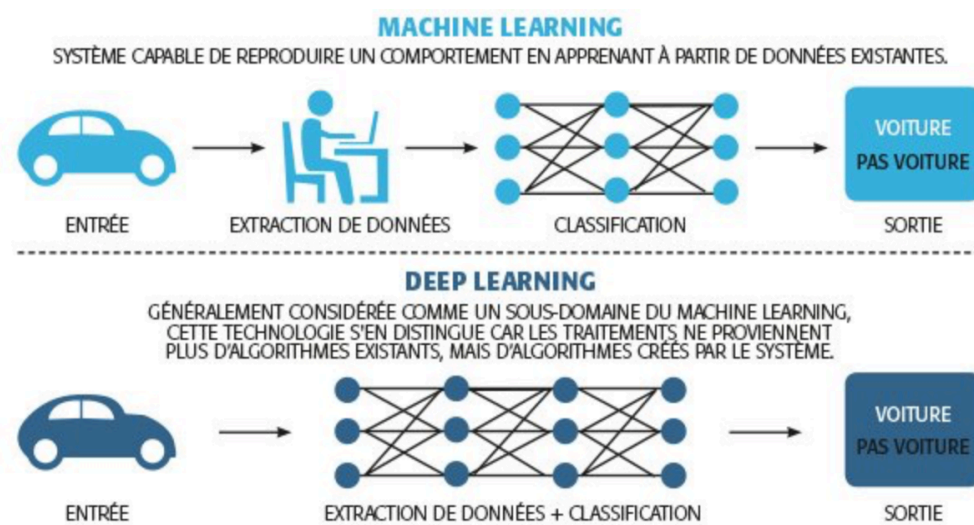 MACHINE LEARNING
SYSTÈME CAPABLE DE REPRODUIRE UN COMPORTEMENT EN APPRENANT À PARTIR DE DONNÉES EXISTANTES.
VOITURE
PAS VOITURE
ENTRÉE
EXTRACTION DE DONNÉES
CLASSIFICATION
SORTIE
DEEP LEARNING
GÉNÉRALEMENT CONSIDÉRÉE COMME UN SOUS-DOMAINE DU MACHINE LEARNING,
CETTE TECHNOLOGIE S'EN DISTINGUE CAR LES TRAITEMENTS NE PROVIENNENT
PLUS D'ALGORITHMES EXISTANTS, MAIS D'ALGORITHMES CRÉÉS PAR LE SYSTÈME.
VOITURE
PAS VOITURE
ENTRÉE
EXTRACTION DE DONNÉES + CLASSIFICATION
SORTIE